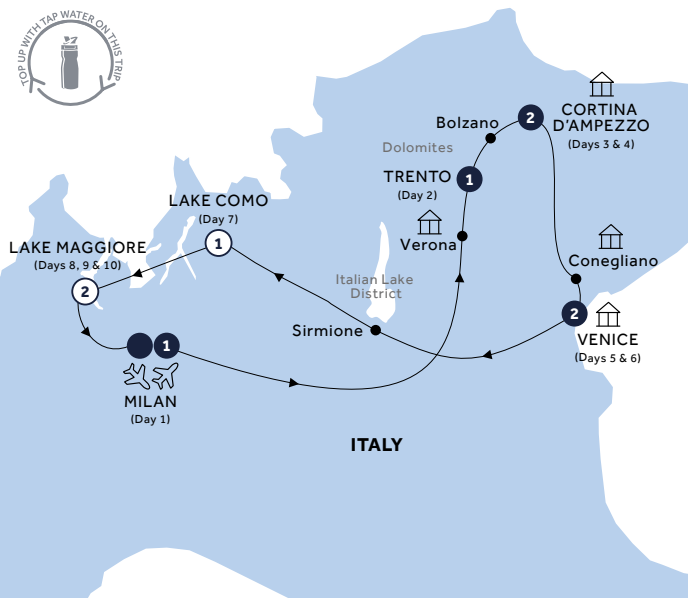 TOP UP WITH TAP WATER ON THIS TRIP
CORTINA
D'AMPEZZO
(Days 3 & 4)
2
Bolzano
Dolomites
TRENTO
(Day 2)
1
LAKE COMO
(Day 7)
1
Verona
LAKE MAGGIORE
(Days 8, 9 & 10)
2
Conegliano
Italian Lake
District
Sirmione
2
VENICE
(Days 5 & 6)
1
MILAN
(Day 1)
ITALY